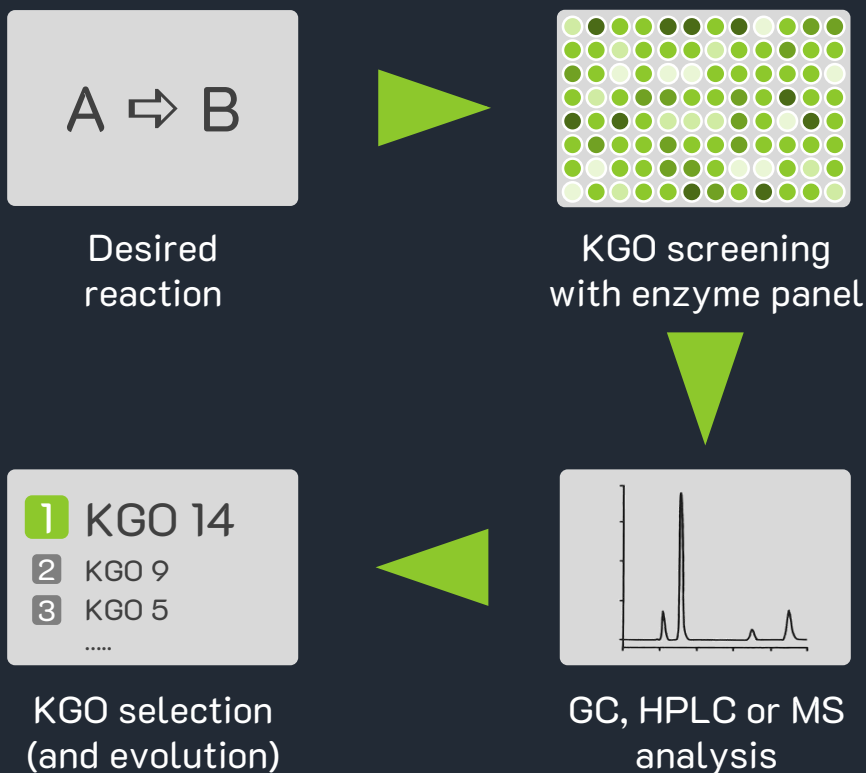 A ⇨ B
Desired
reaction
KGO screening
with enzyme panel
1 KGO 14
2 KGO 9
3 KGO 5
.....
KGO selection
(and evolution)
GC, HPLC or MS
analysis